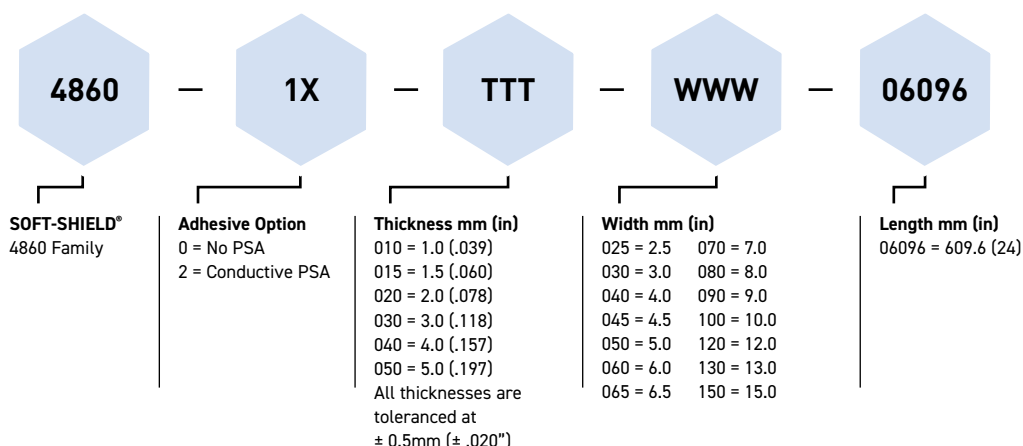 4860 — 1X — TTT — WWW — 06096
SOFT-SHIELD®
4860 Family
Adhesive Option
0 = No PSA
2 = Conductive PSA
Thickness mm (in)
010 = 1.0 (.039)
015 = 1.5 (.060)
020 = 2.0 (.078)
030 = 3.0 (.118)
040 = 4.0 (.157)
050 = 5.0 (.197)
All thicknesses are
toleranced at
± 0.5mm (± .020”)
Width mm (in)
025 = 2.5 070 = 7.0
030 = 3.0 080 = 8.0
040 = 4.0 090 = 9.0
045 = 4.5 100 = 10.0
050 = 5.0 120 = 12.0
060 = 6.0 130 = 13.0
065 = 6.5 150 = 15.0
Length mm (in)
06096 = 609.6 (24)